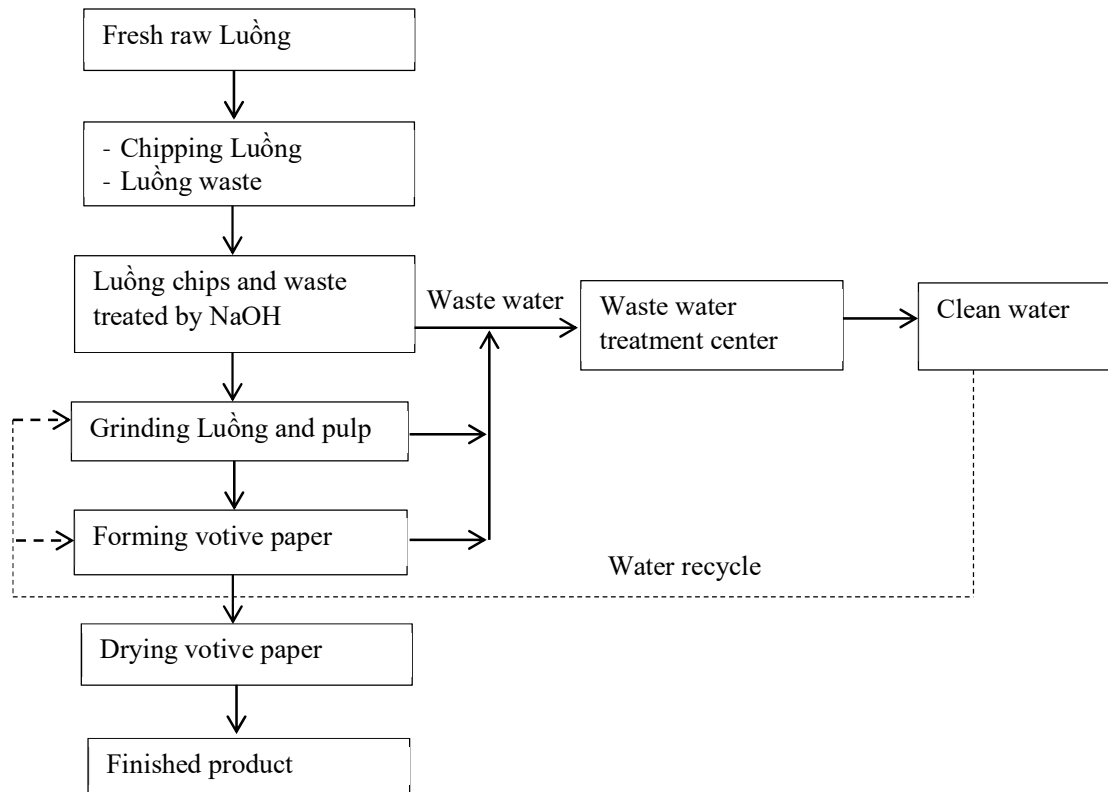 Fresh raw Luồng
- Chipping Luồng
- Luồng waste
Luồng chips and waste
treated by NaOH
Waste water
Waste water
treatment center
Clean water
Grinding Luồng and pulp
Forming votive paper
Water recycle
Drying votive paper
Finished product